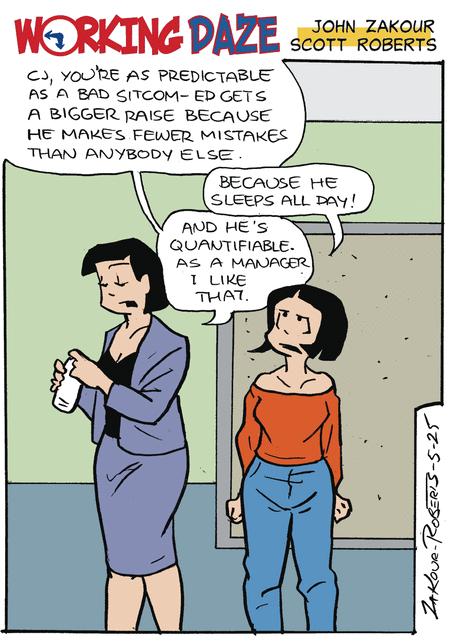 WORKING DAZE
JOHN ZAKOUR
SCOTT ROBERTS
CJ, YOU'RE AS PREDICTABLE
AS A BAD SITCOM-ED GETS
A BIGGER RAISE BECAUSE
HE MAKES FEWER MISTAKES
THAN ANYBODY ELSE.
BECAUSE HE
SLEEPS ALL DAY!
AND HE'S
QUANTIFIABLE.
AS A MANAGER
I LIKE
THAT.
ZAKOUR-ROBERTS-5-25